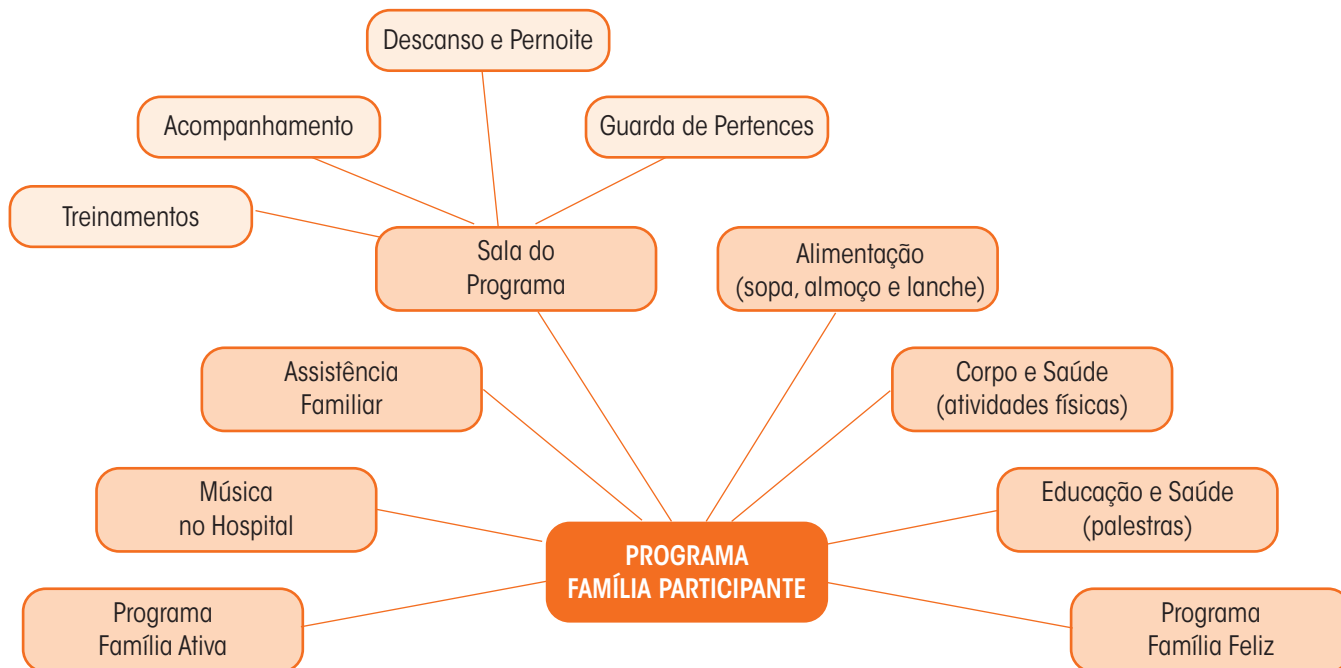 Descanso e Pernoite
Acompanhamento
Guarda de Pertences
Treinamentos
Sala do
Programa
Alimentação
(sopa, almoço e lanche)
Assistência
Familiar
Corpo e Saúde
(atividades físicas)
Música
no Hospital
Educação e Saúde
(palestras)
PROGRAMA
FAMÍLIA PARTICIPANTE
Programa
Família Ativa
Programa
Família Feliz